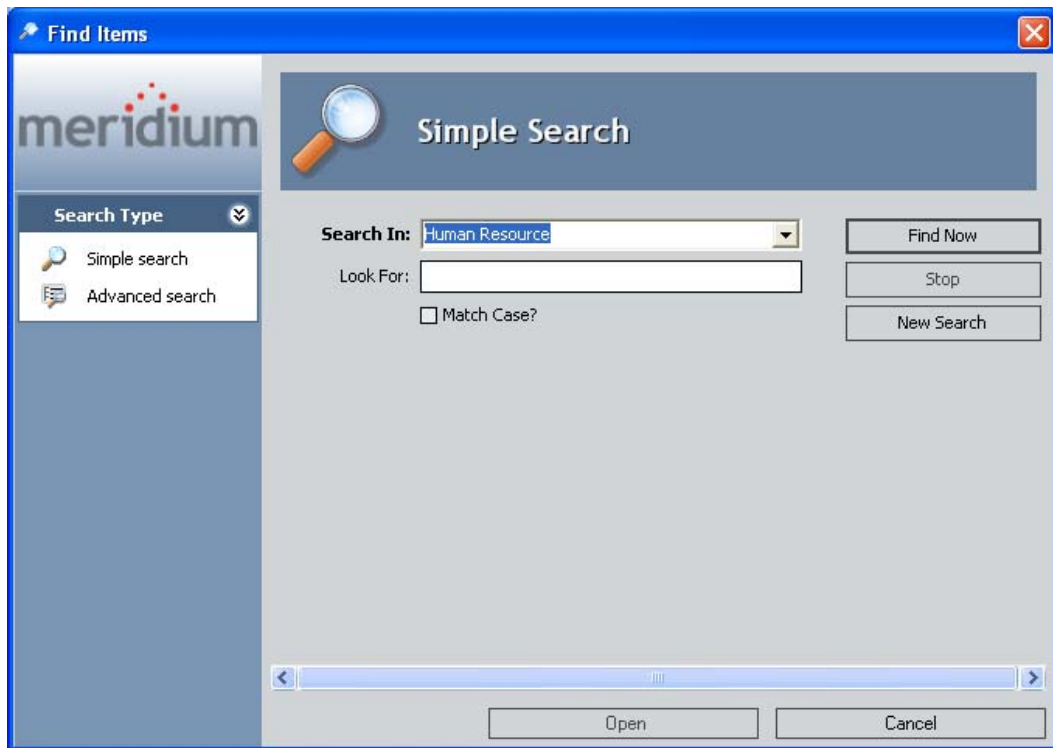 Find Items
meridium
Simple Search
Search Type
Simple search
Advanced search
Search In: Human Resource
Look For:
Match Case?
Find Now
Stop
New Search
Open
Cancel